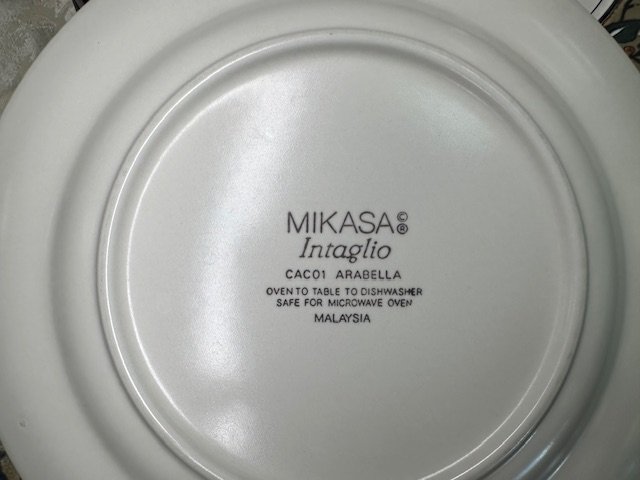 MIKASA©®
Intaglio
CAC01 ARABELLA
OVEN TO TABLE TO DISHWASHER
SAFE FOR MICROWAVE OVEN
MALAYSIA